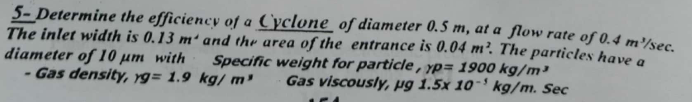 5- Determine the efficiency of a Cyclone of diameter 0.5 m, at a flow rate of 0.4 m³/sec.
The inlet width is 0.13 m² and the area of the entrance is 0.04 m². The particles have a
diameter of 10 µm with Specific weight for particle, γp= 1900 kg/m³
- Gas density, γg= 1.9 kg/ m³ Gas viscously, µg 1.5x 10⁻⁵ kg/m. Sec